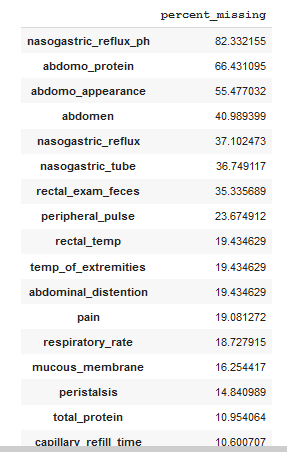 percent_missing
nasogastric_reflux_ph 82.332155
abdomo_protein 66.431095
abdomo_appearance 55.477032
abdomen 40.989399
nasogastric_reflux 37.102473
nasogastric_tube 36.749117
rectal_exam_feces 35.335689
peripheral_pulse 23.674912
rectal_temp 19.434629
temp_of_extremities 19.434629
abdominal_distention 19.434629
pain 19.081272
respiratory_rate 18.727915
mucous_membrane 16.254417
peristalsis 14.840989
total_protein 10.954064
capillary_refill_time 10.600707